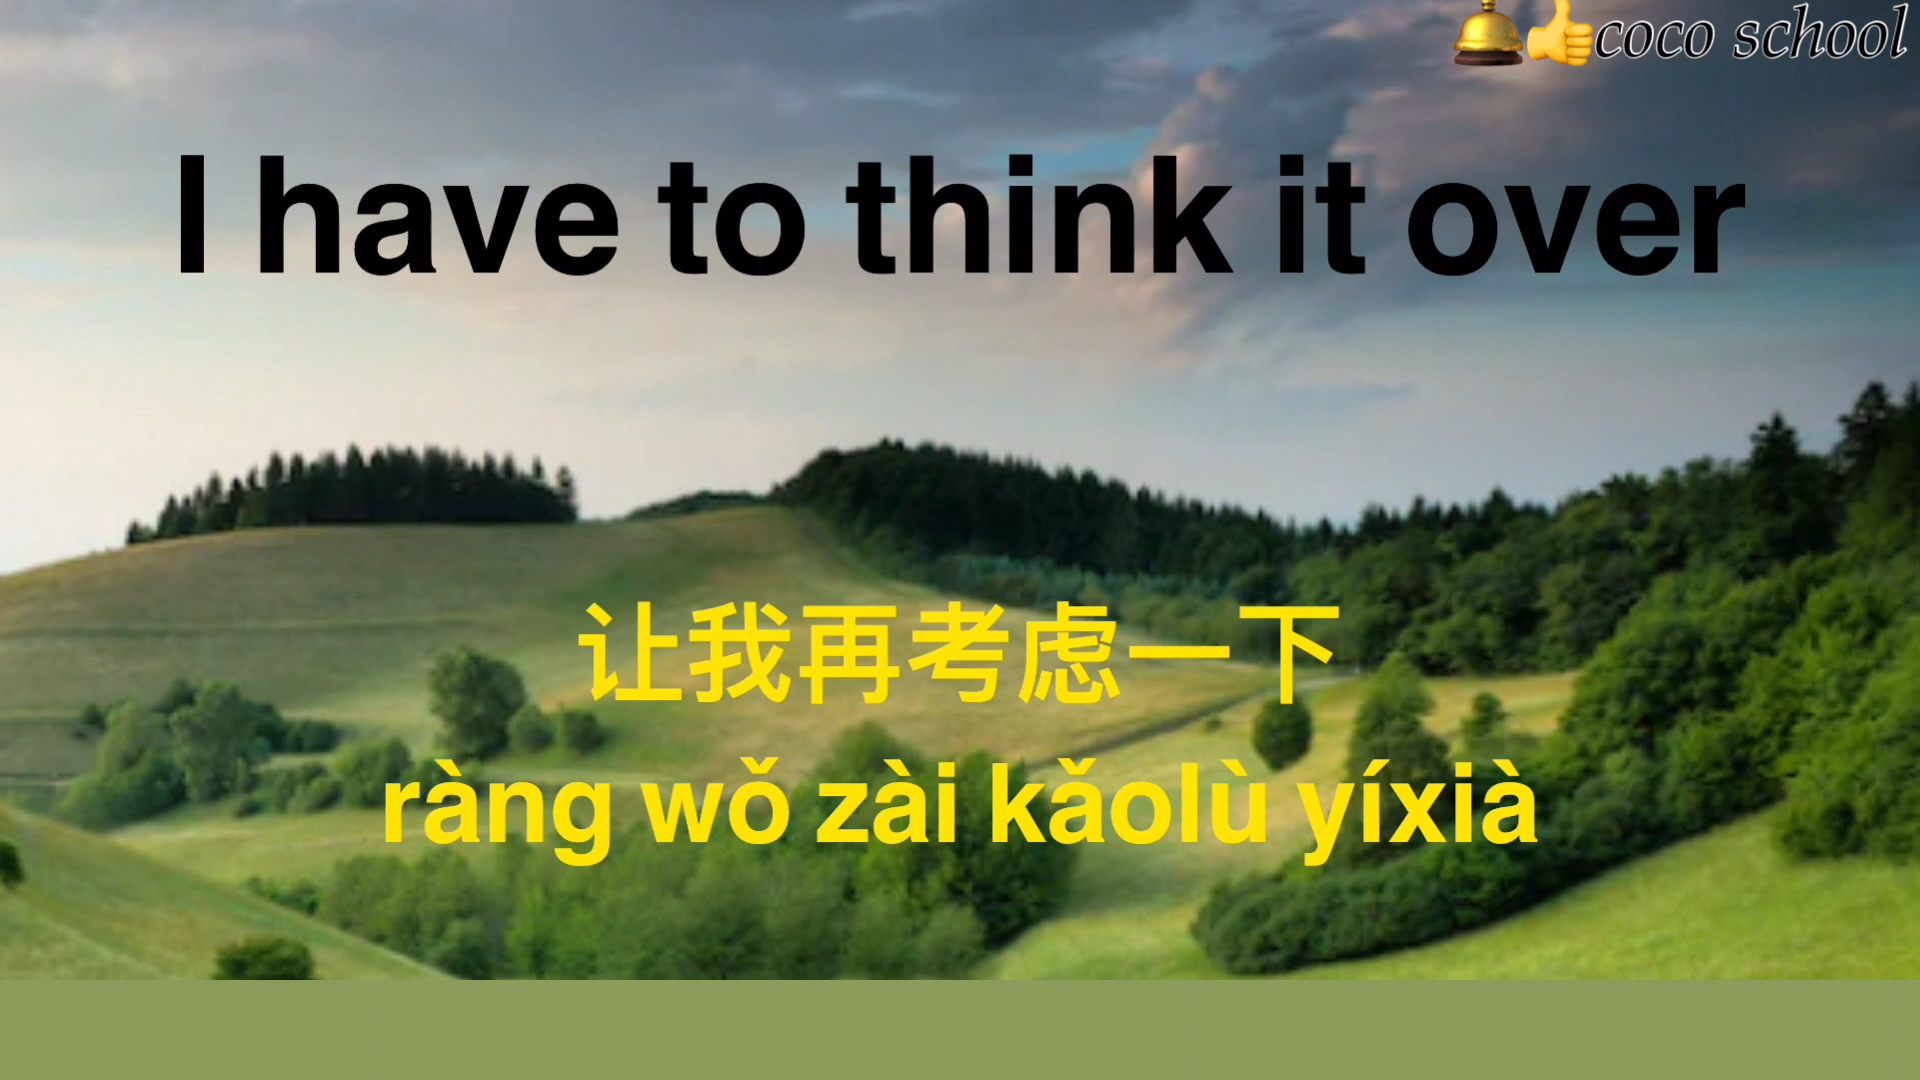 coco school
I have to think it over
让我再考虑一下
ràng wǒ zài kǎolù yíxià